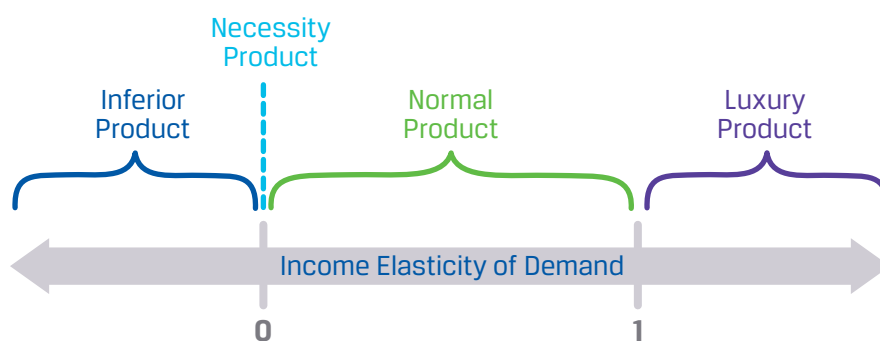 Necessity
Product
Inferior
Product
Normal
Product
Luxury
Product
Income Elasticity of Demand
0
1